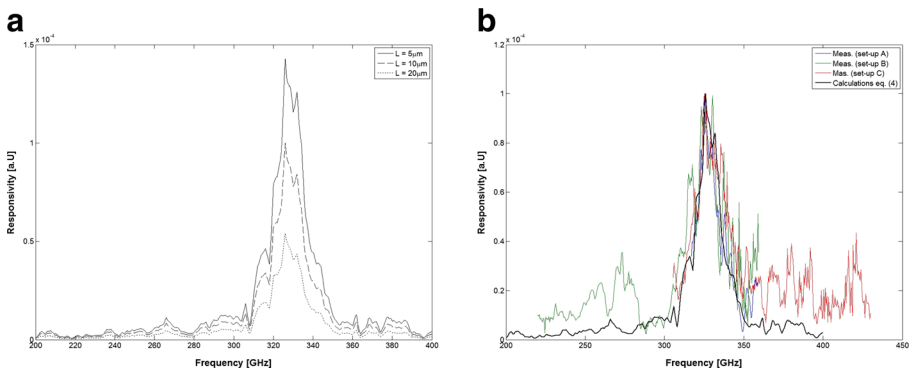 a
1.5 x 10⁻⁴
L = 5μm
L = 10μm
L = 20μm
1
0.5
0
Responsivity [a.U]
200 220 240 260 280 300 320 340 360 380 400
Frequency [GHz]
b
1.2 x 10⁻⁴
Meas. (set-up A)
Meas. (set-up B)
Mas. (set-up C)
Calculations eq. (4)
1
0.8
0.6
0.4
0.2
0
Responsivity [a.U]
200 250 300 350 400 450
Frequency [GHz]